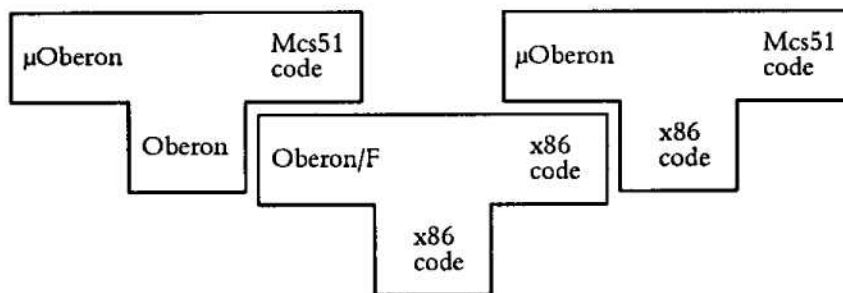 µOberon Mcs51 code
µOberon Mcs51 code
Oberon
Oberon/F x86 code
x86 code
x86 code